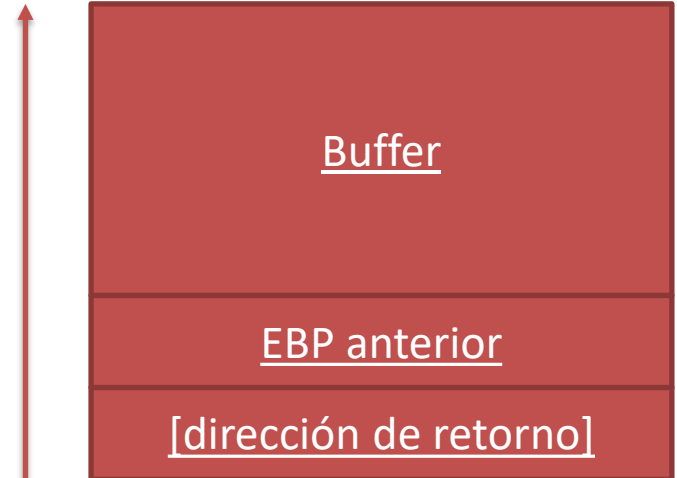 Buffer
EBP anterior
[dirección de retorno]